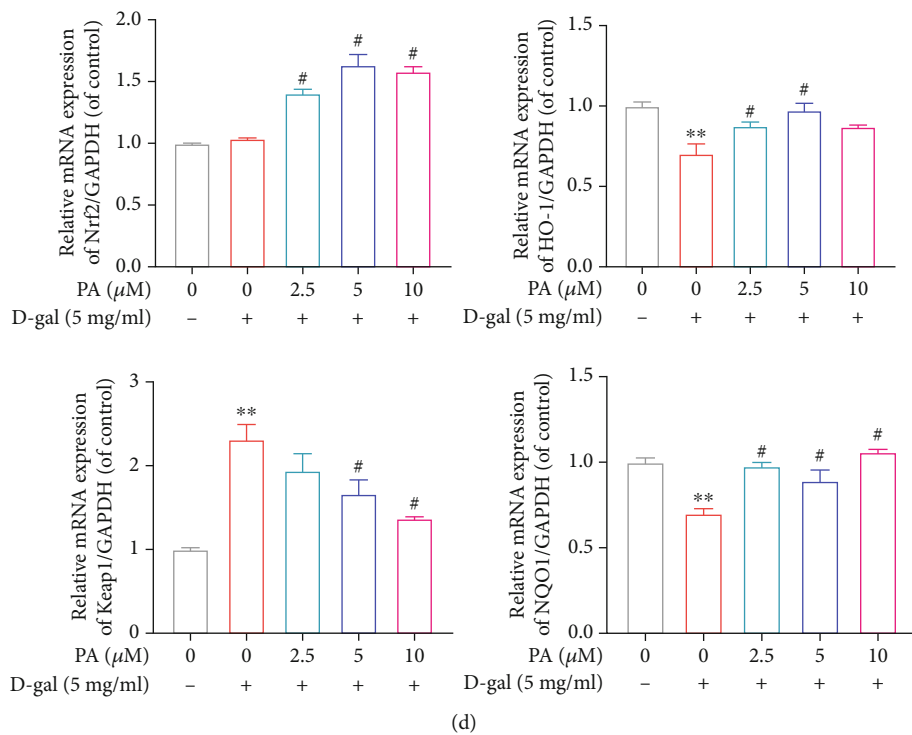 Relative mRNA expression
of Nrf2/GAPDH (of control)
2.0
1.5
1.0
0.5
0.0
# # #
PA (μM) 0 0 2.5 5 10
D-gal (5 mg/ml) – + + + +
Relative mRNA expression
of HO-1/GAPDH (of control)
1.5
1.0
0.5
0.0
** # #
PA (μM) 0 0 2.5 5 10
D-gal (5 mg/ml) – + + + +
Relative mRNA expression
of Keap1/GAPDH (of control)
3
2
1
0
** # #
PA (μM) 0 0 2.5 5 10
D-gal (5 mg/ml) – + + + +
Relative mRNA expression
of NQO1/GAPDH (of control)
1.5
1.0
0.5
0.0
** # # #
PA (μM) 0 0 2.5 5 10
D-gal (5 mg/ml) – + + + +
(d)